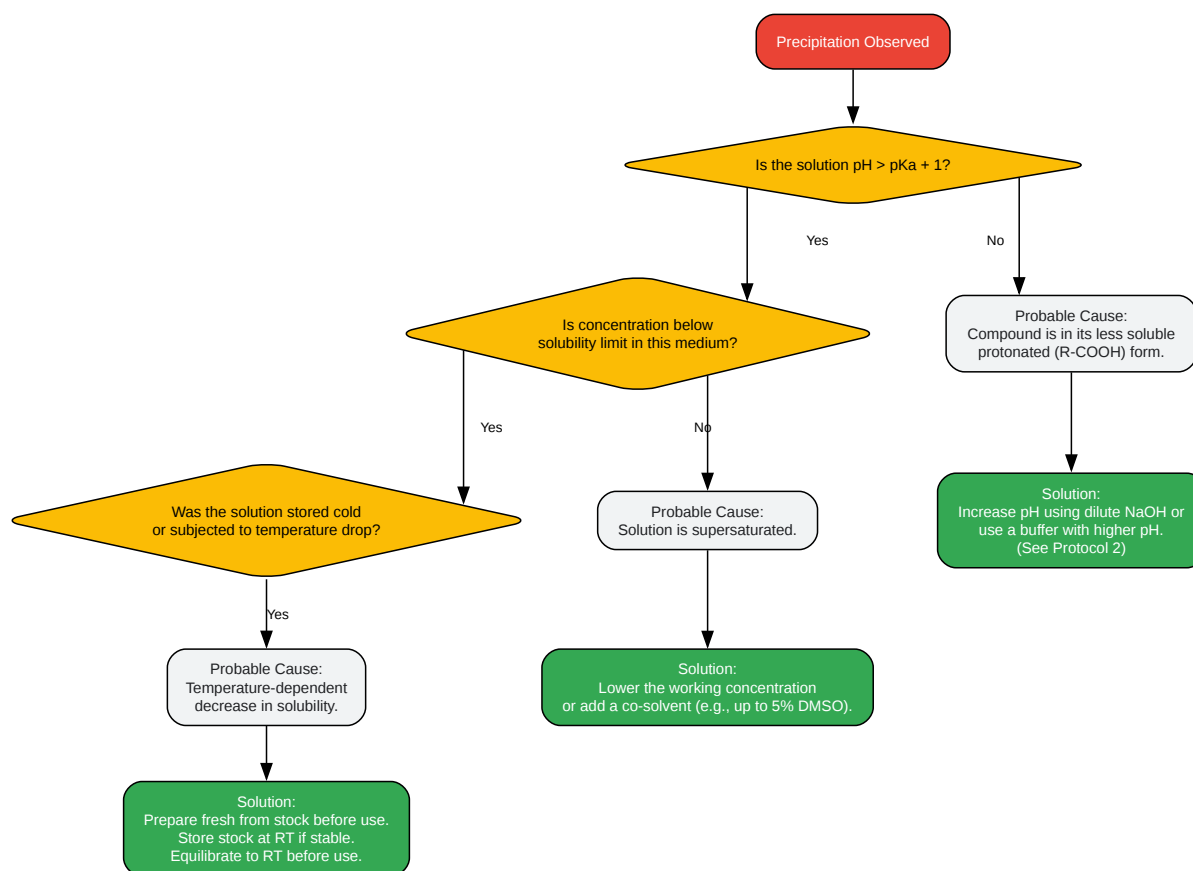 Precipitation Observed
Is the solution pH > pKa + 1?
Yes
No
Is concentration below
solubility limit in this medium?
Probable Cause:
Compound is in its less soluble
protonated (R-COOH) form.
Yes
No
Was the solution stored cold
or subjected to temperature drop?
Probable Cause:
Solution is supersaturated.
Solution:
Increase pH using dilute NaOH or
use a buffer with higher pH.
(See Protocol 2)
Yes
Probable Cause:
Temperature-dependent
decrease in solubility.
Solution:
Lower the working concentration
or add a co-solvent (e.g., up to 5% DMSO).
Solution:
Prepare fresh from stock before use.
Store stock at RT if stable.
Equilibrate to RT before use.